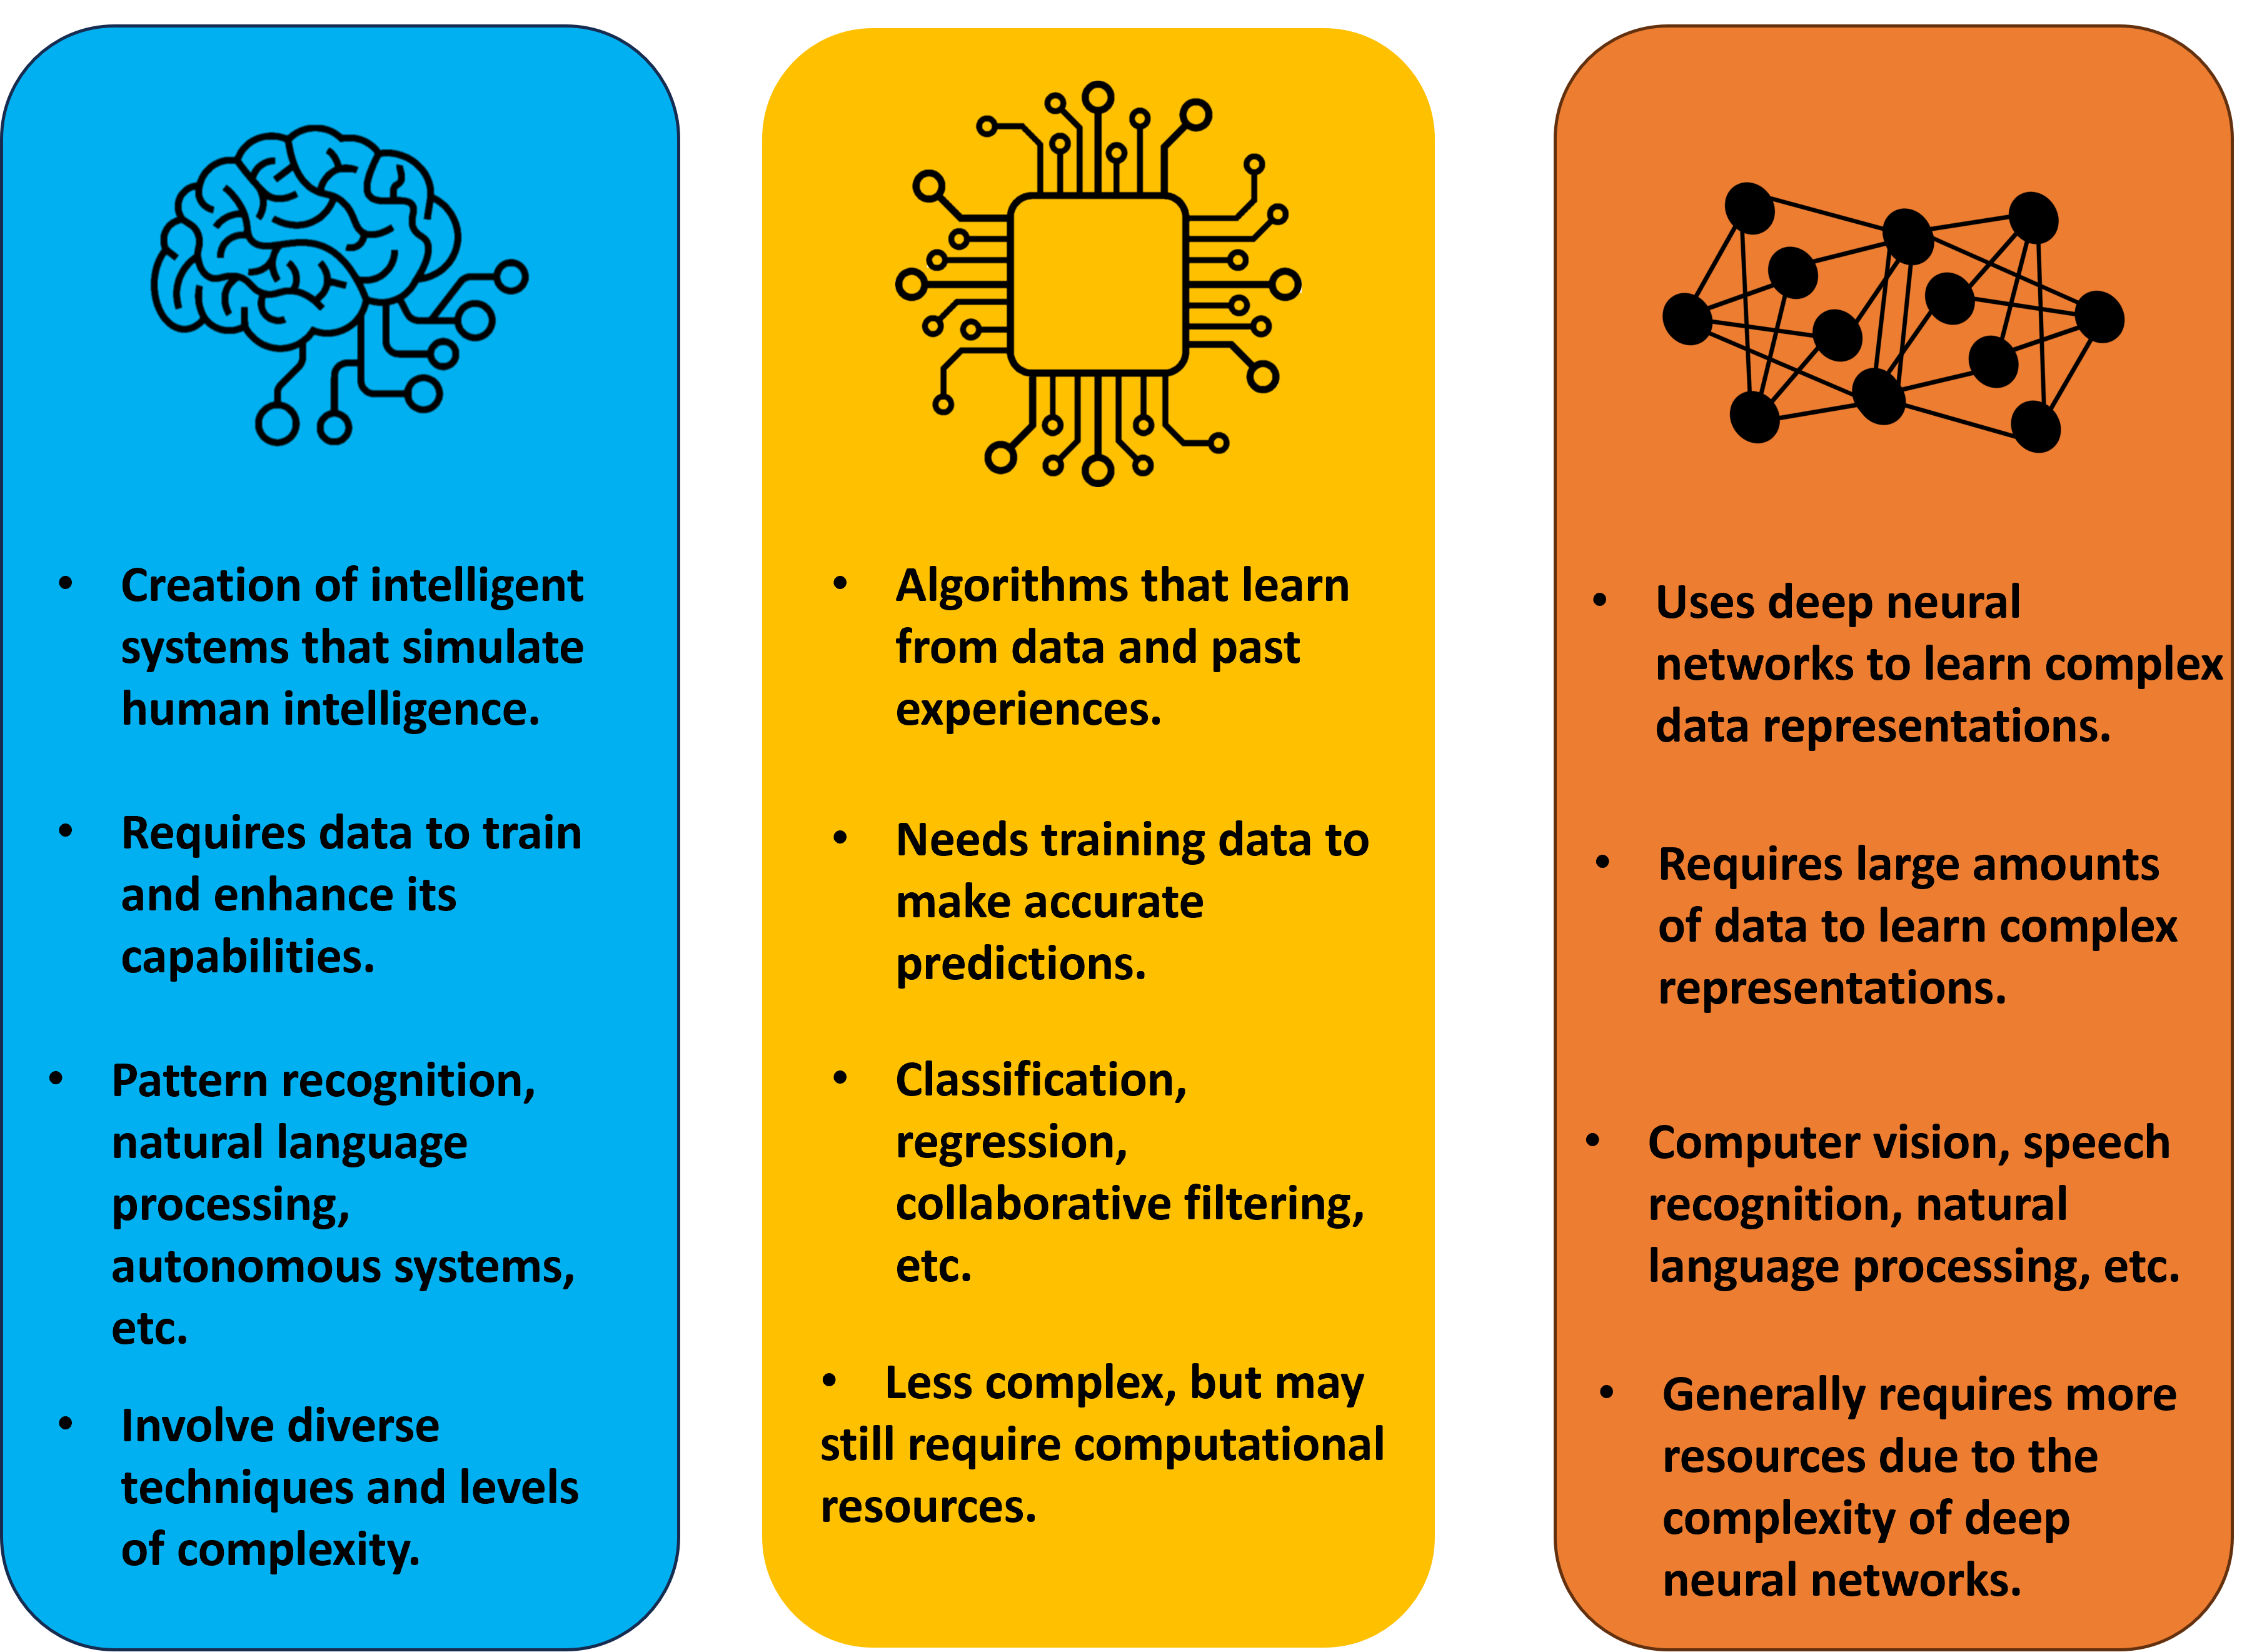 • Creation of intelligent
systems that simulate
human intelligence.
• Requires data to train
and enhance its
capabilities.
• Pattern recognition,
natural language
processing,
autonomous systems,
etc.
• Involve diverse
techniques and levels
of complexity.
• Algorithms that learn
from data and past
experiences.
• Needs training data to
make accurate
predictions.
• Classification,
regression,
collaborative filtering,
etc.
• Less complex, but may
still require computational
resources.
• Uses deep neural
networks to learn complex
data representations.
• Requires large amounts
of data to learn complex
representations.
• Computer vision, speech
recognition, natural
language processing, etc.
• Generally requires more
resources due to the
complexity of deep
neural networks.